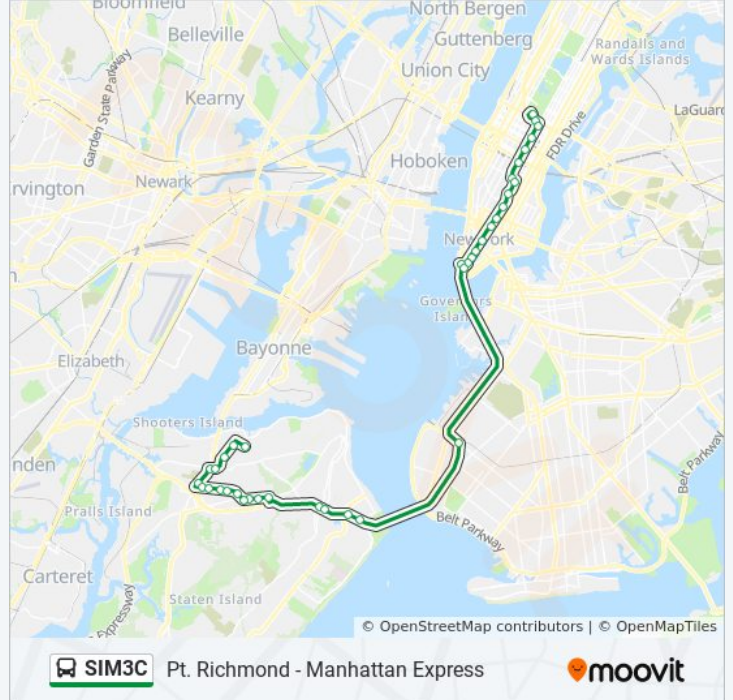 Bloomfield
North Bergen
Belleville
Guttenberg
Randalls and
Wards Islands
Union City
Garden State Parkway
Kearny
LaGuar
FDR Drive
Hoboken
rvington
Newark
New York
n
Governors
Island
Bayonne
Elizabeth
Shooters Island
nden
Belt Parkway
Pralls Island
Belt Parkway
Carteret
Staten Island
Expressway
© OpenStreetMap contributors | © OpenMapTiles
SIM3C Pt. Richmond - Manhattan Express
moovit